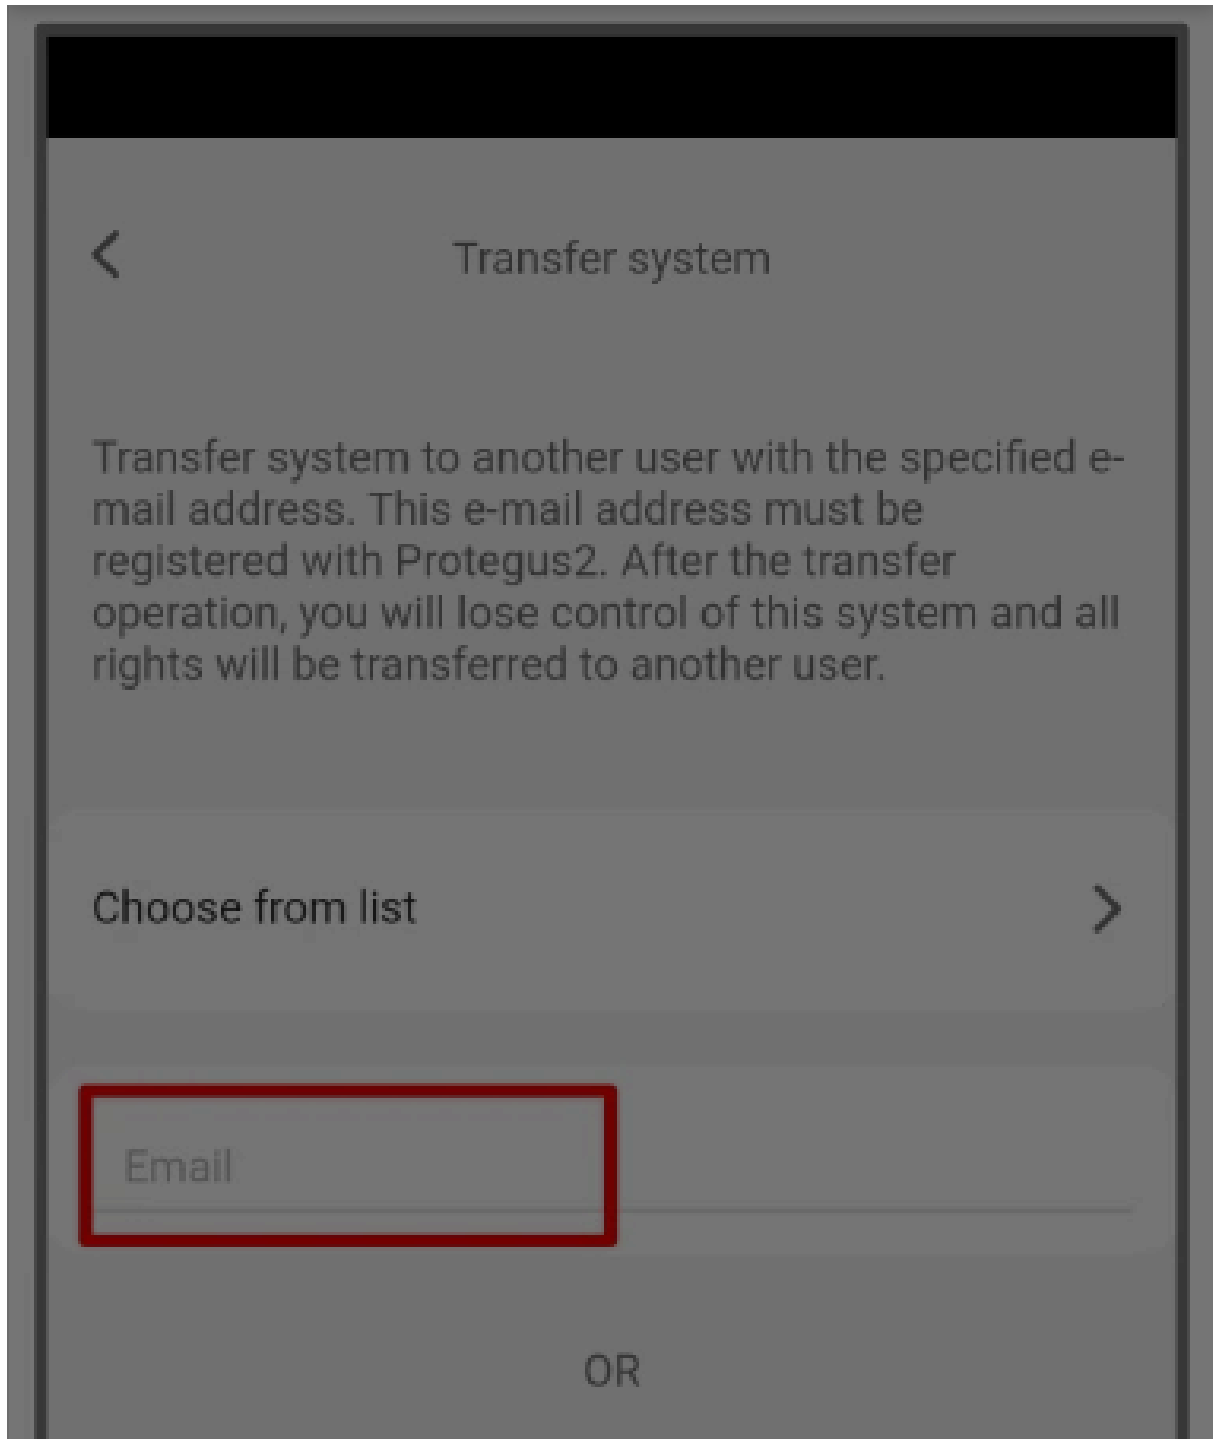 Transfer system
Transfer system to another user with the specified e-
mail address. This e-mail address must be
registered with Protegus2. After the transfer
operation, you will lose control of this system and all
rights will be transferred to another user.
Choose from list
Email
OR